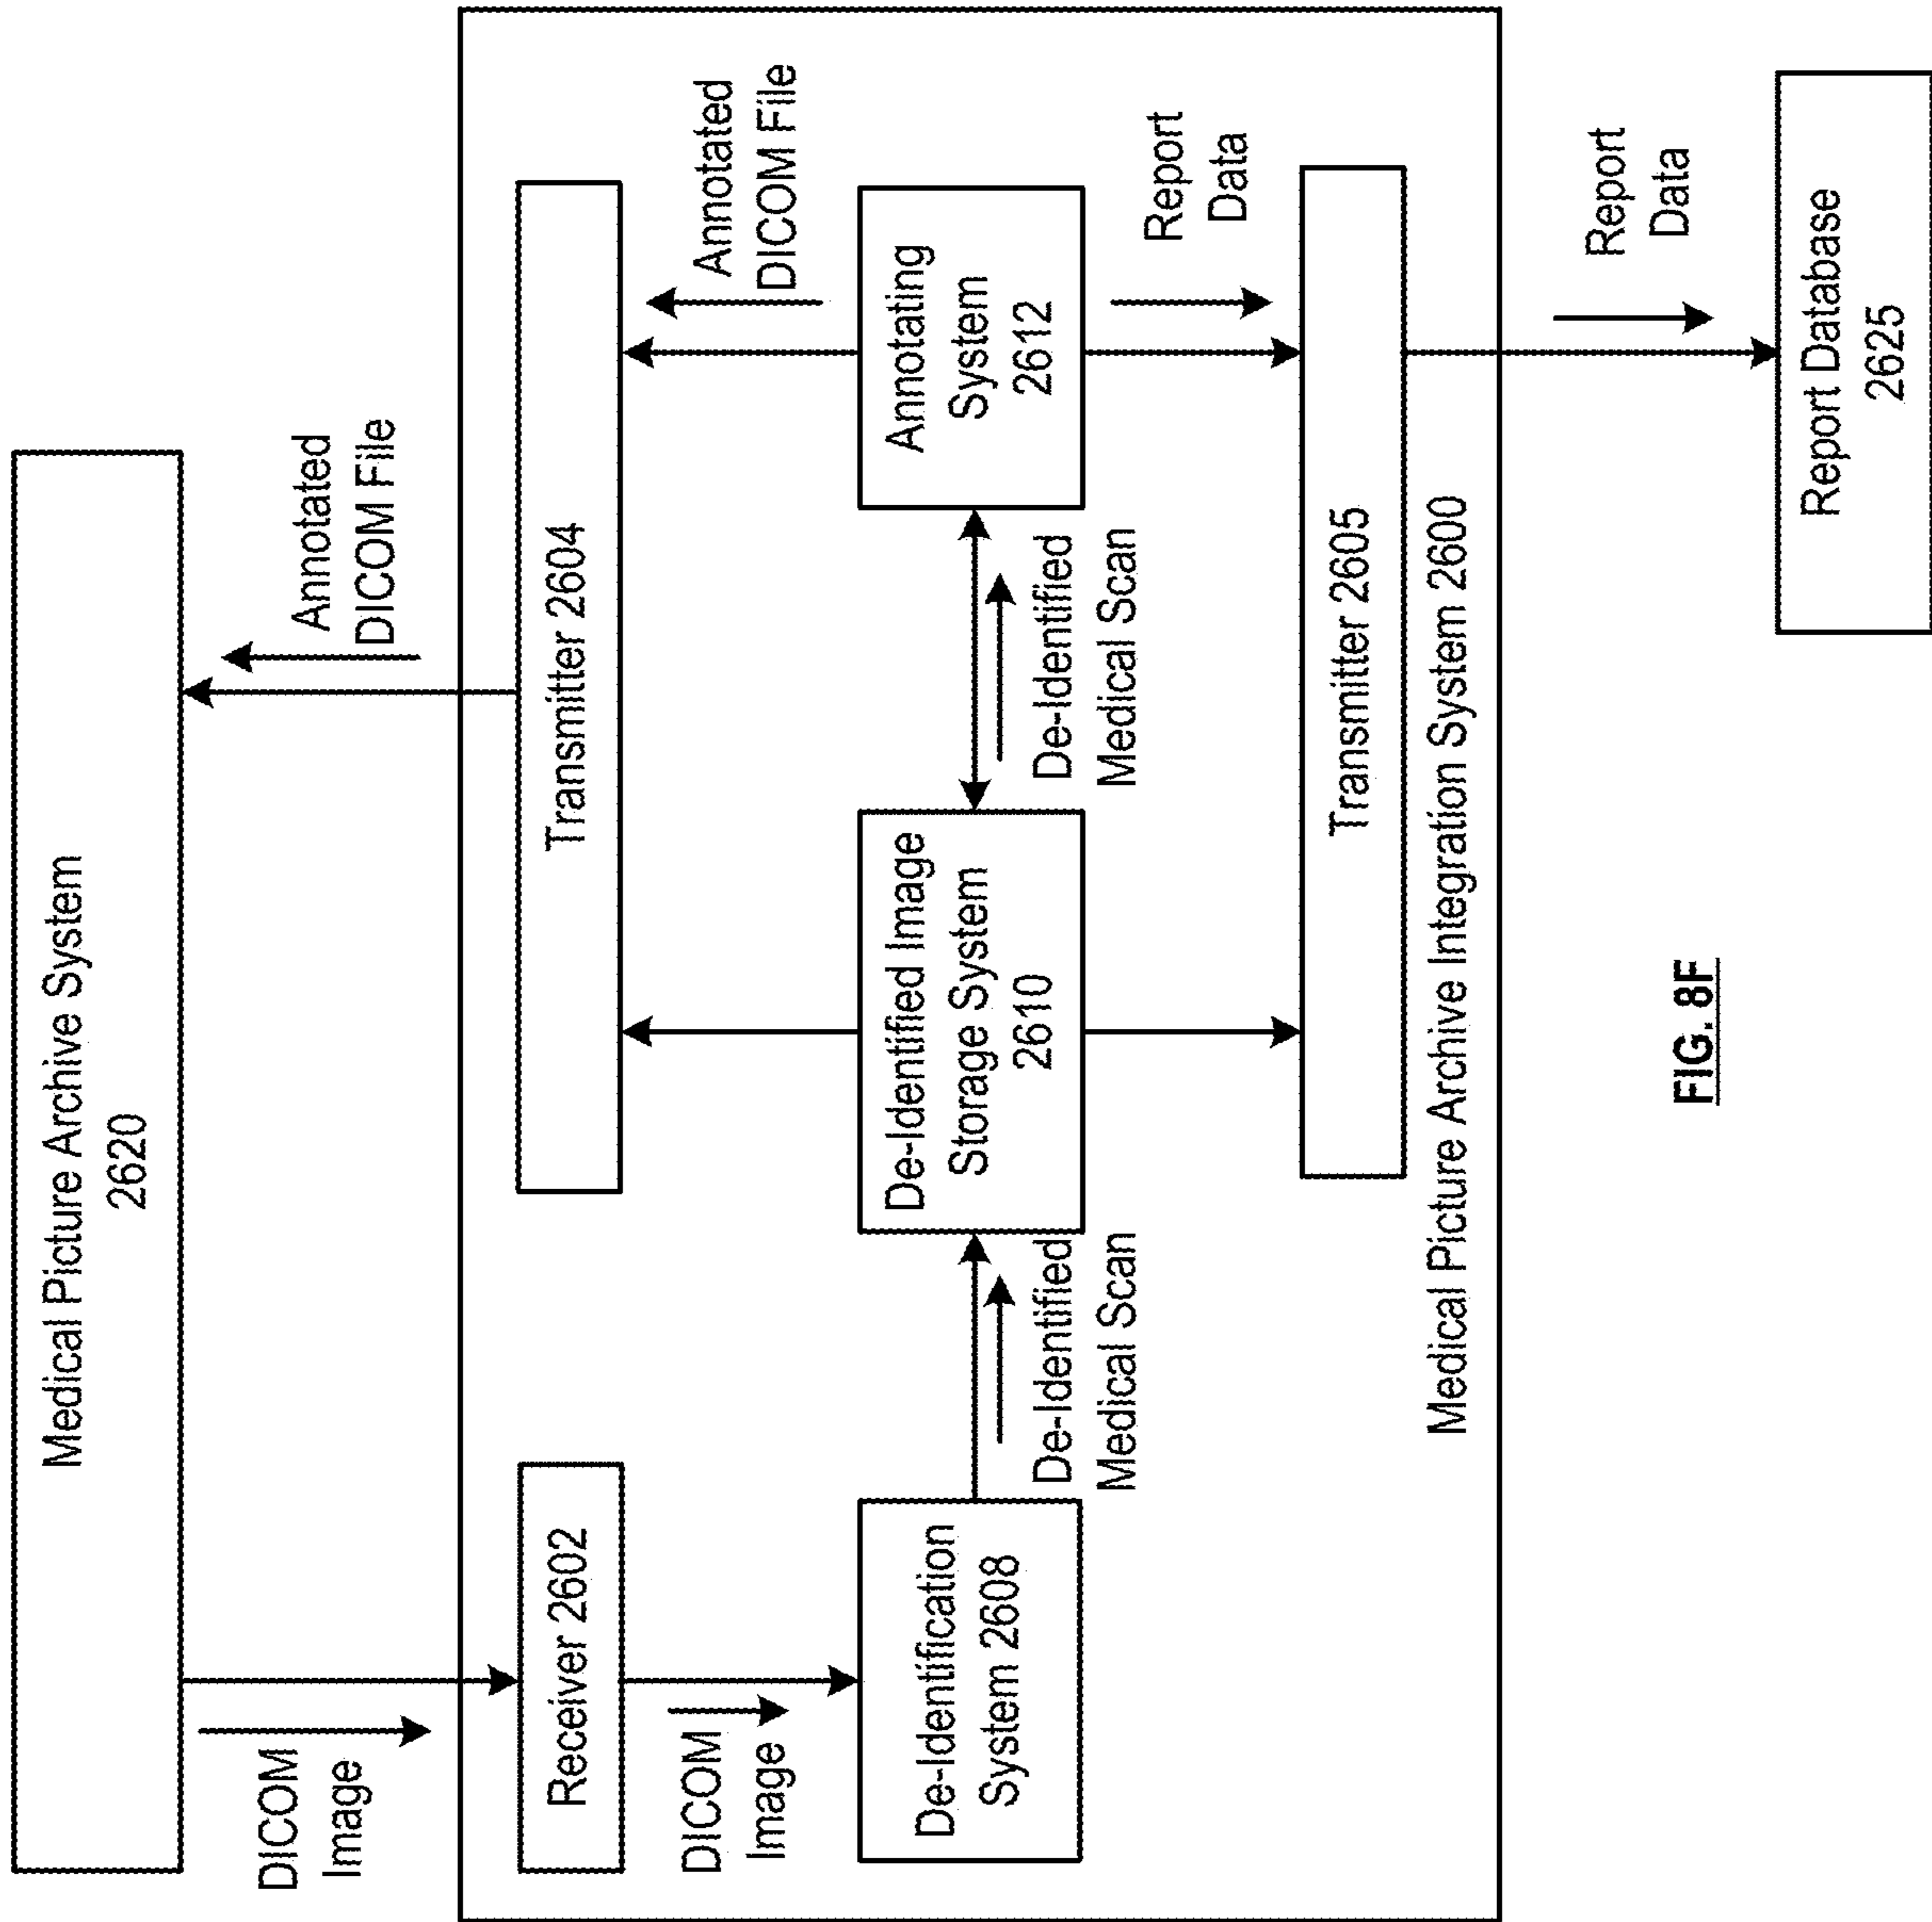 Medical Picture Archive System
2620
DICOM
Image
Annotated
DICOM File
Receiver 2602
Transmitter 2604
DICOM
Image
Annotated
DICOM File
De-Identification
System 2608
De-Identified
Medical Scan
De-Identified Image
Storage System
2610
De-Identified
Medical Scan
Annotating
System
2612
Report
Data
Transmitter 2605
Medical Picture Archive Integration System 2600
Report
Data
Report Database
2625
FIG. 8F